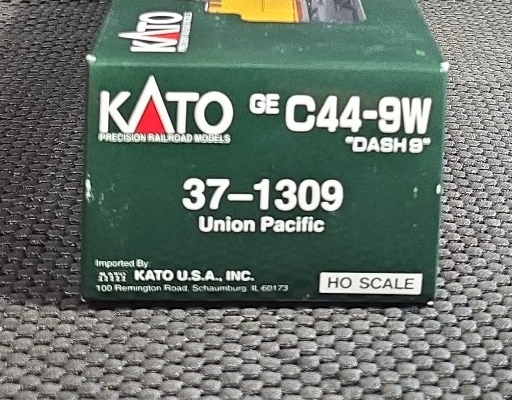 KATO
KATO
PRECISION RAILROAD MODELS
GE C44-9W
"DASH 9"
37-1309
Union Pacific
Imported By:
KATO U.S.A., INC.
100 Remington Road, Schaumburg, IL 60173
HO SCALE